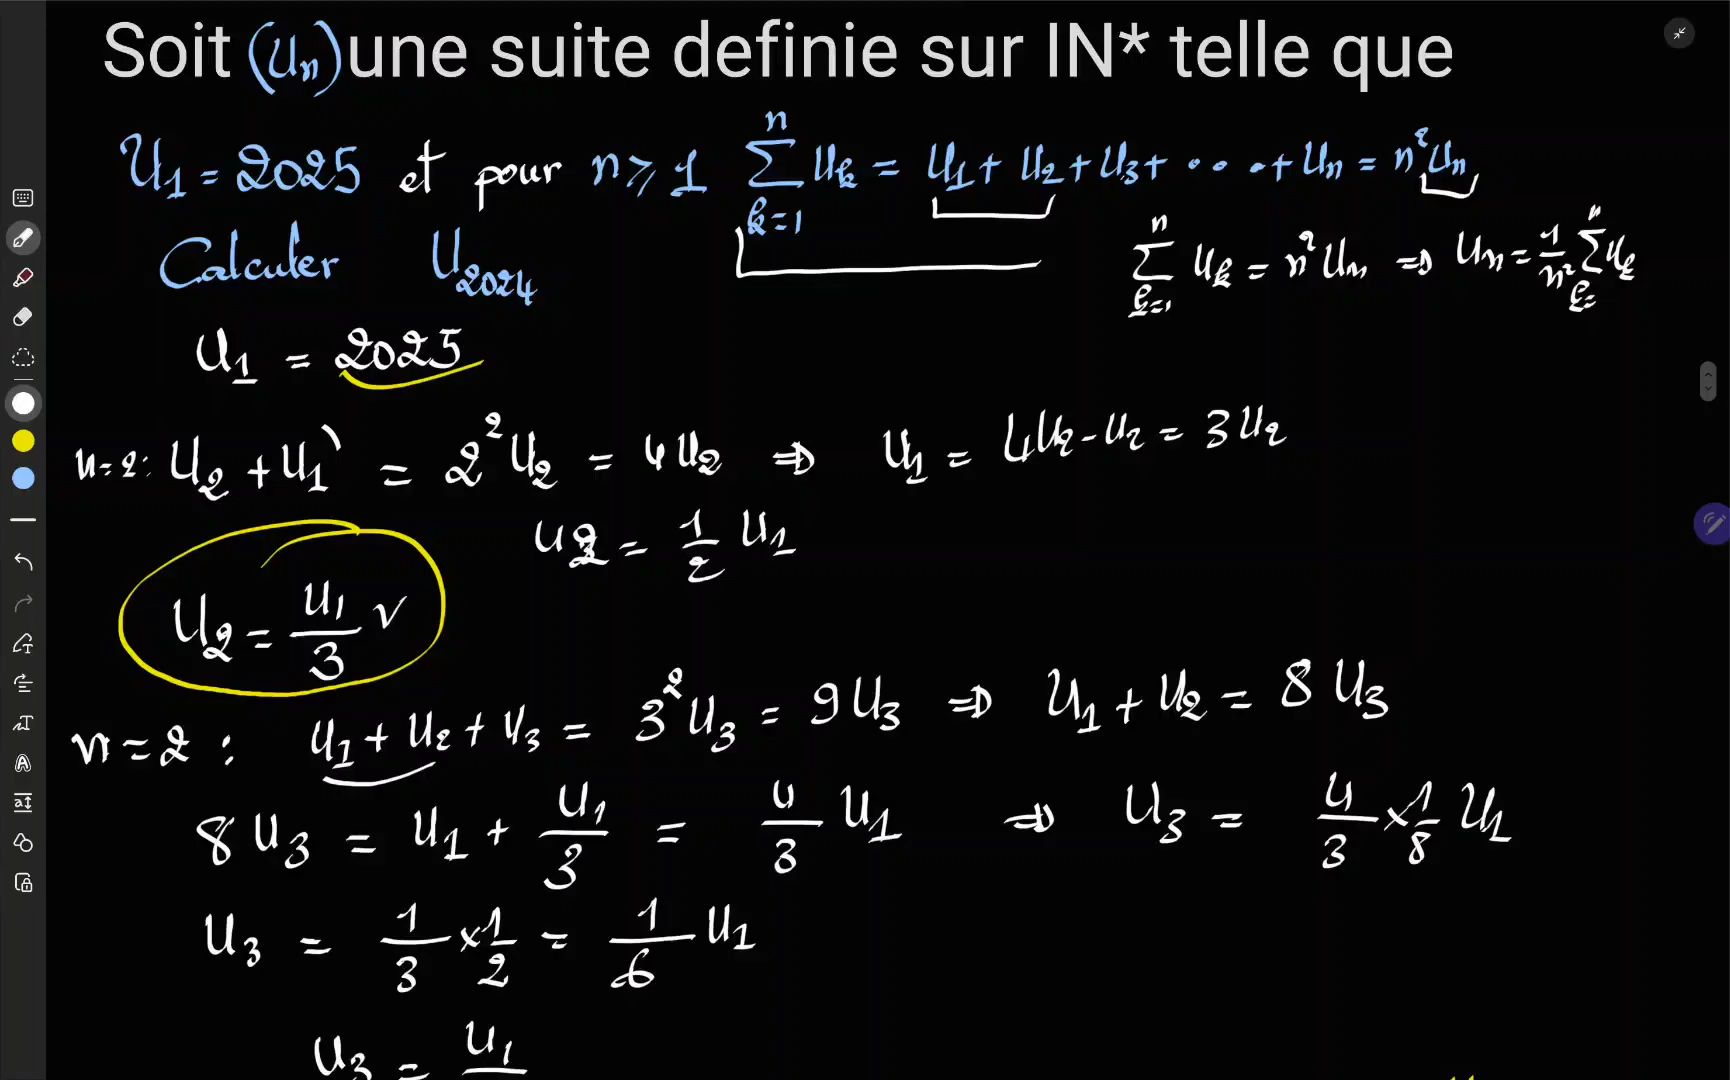 Soit (Un) une suite definie sur IN* telle que
U1 = 2025 et pour n ≥ 1 ∑_{k=1}^{n} Uk = U1 + U2 + U3 + ... + Un = n²Un
Calculer U2024
∑_{k=1}^{n} Uk = n²Un ⇒ Un = 1/n² ∑_{k=}^{n} Uk
U1 = 2025
n=2: U2 + U1 = 2²U2 = 4U2 ⇒ U1 = 4U2 - U2 = 3U2
U2 = 1/2 U1
U2 = U1/3 ✓
n=2 : U1 + U2 + U3 = 3²U3 = 9U3 ⇒ U1 + U2 = 8U3
8U3 = U1 + U1/3 = 4/3 U1 ⇒ U3 = 4/3 × 1/8 U1
U3 = 1/3 × 1/2 = 1/6 U1
U3 = U1